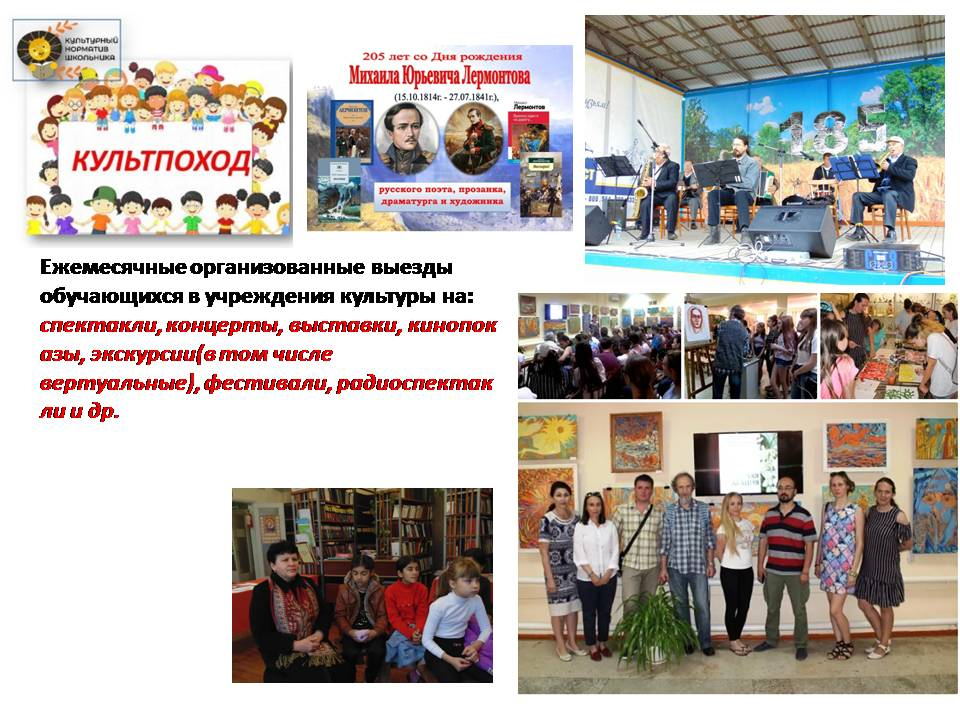 КУЛЬТУРНЫЙ
НОРМАТИВ
ШКОЛЬНИКА
КУЛЬТПОХОД
205 лет со Дня рождения
Михаила Юрьевича Лермонтова
(15.10.1814г. - 27.07.1841г.),
русского поэта, прозаика,
драматурга и художника
185
Ежемесячные организованные выезды
обучающихся в учреждения культуры на:
спектакли, концерты, выставки, кинопок
азы, экскурсии(в том числе
вертуальные), фестивали, радиоспектак
ли и др.